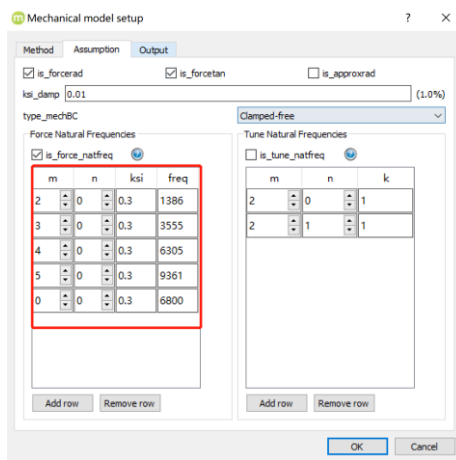 Mechanical model setup ? ×
Method Assumption Output
is_forcerad is_forcetan is_approxrad
ksi_damp 0.01 (1.0%)
type_mechBC Clamped-free
Force Natural Frequencies Tune Natural Frequencies
is_force_natfreq is_tune_natfreq
m n ksi freq m n k
2 0 0.3 1386 2 0 1
3 0 0.3 3555 2 1 1
4 0 0.3 6305
5 0 0.3 9361
0 0 0.3 6800
Add row Remove row Add row Remove row
OK Cancel